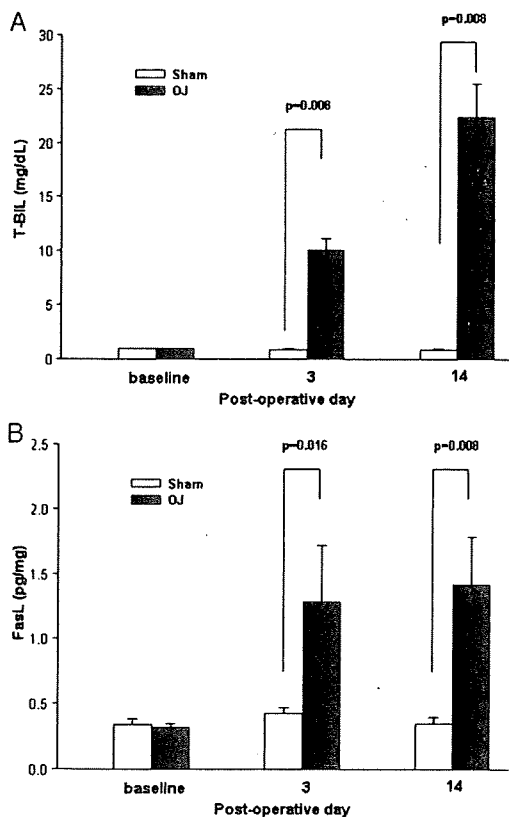 A
30
25
20
15
10
5
0
T-BIL (mg/dL)
Sham
OJ
p=0.008
p=0.008
baseline
3
14
Post-operative day
B
2.5
2.0
1.5
1.0
0.5
0.0
FasL (pg/mg)
Sham
OJ
p=0.016
p=0.008
baseline
3
14
Post-operative day